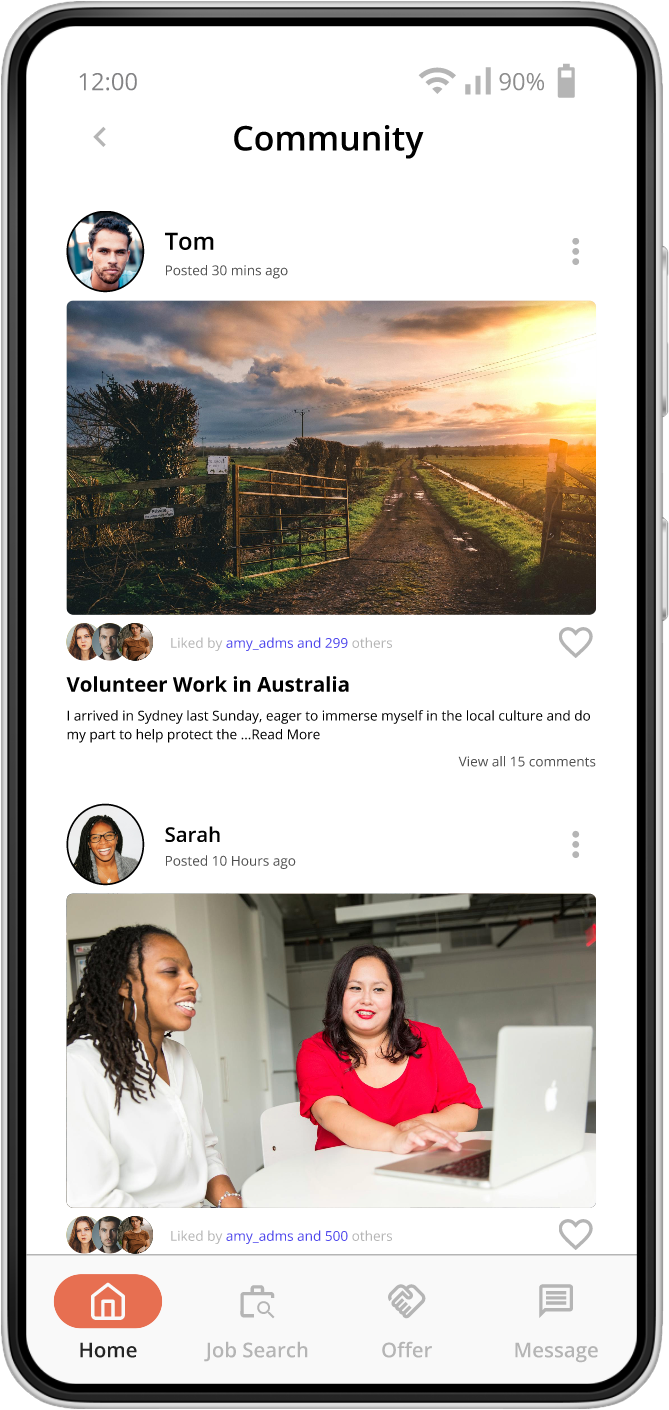 12:00
90%
Community
Tom
Posted 30 mins ago
Liked by amy_adms and 299 others
Volunteer Work in Australia
I arrived in Sydney last Sunday, eager to immerse myself in the local culture and do
my part to help protect the ...Read More
View all 15 comments
Sarah
Posted 10 Hours ago
Liked by amy_adms and 500 others
Home
Job Search
Offer
Message